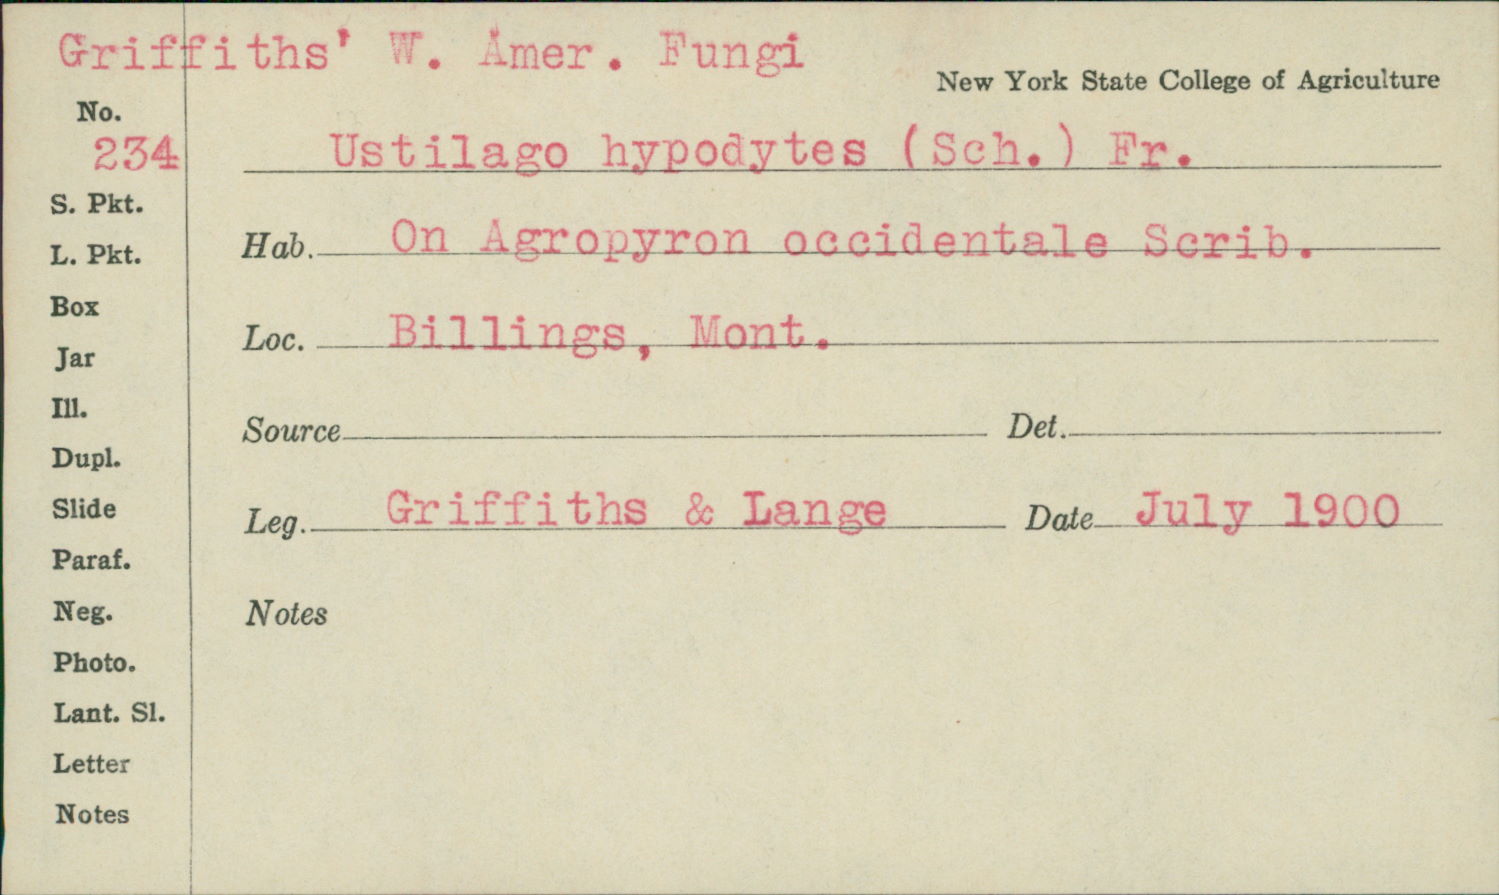 Griffiths' W. Amer. Fungi
New York State College of Agriculture
No.
234
Ustilago hypodytes (Sch.) Fr.
S. Pkt.
Hab. On Agropyron occidentale Scrib.
L. Pkt.
Box
Loc. Billings, Mont.
Jar
Ill.
Source Det.
Dupl.
Slide
Leg. Griffiths & Lange Date July 1900
Paraf.
Neg.
Notes
Photo.
Lant. Sl.
Letter
Notes